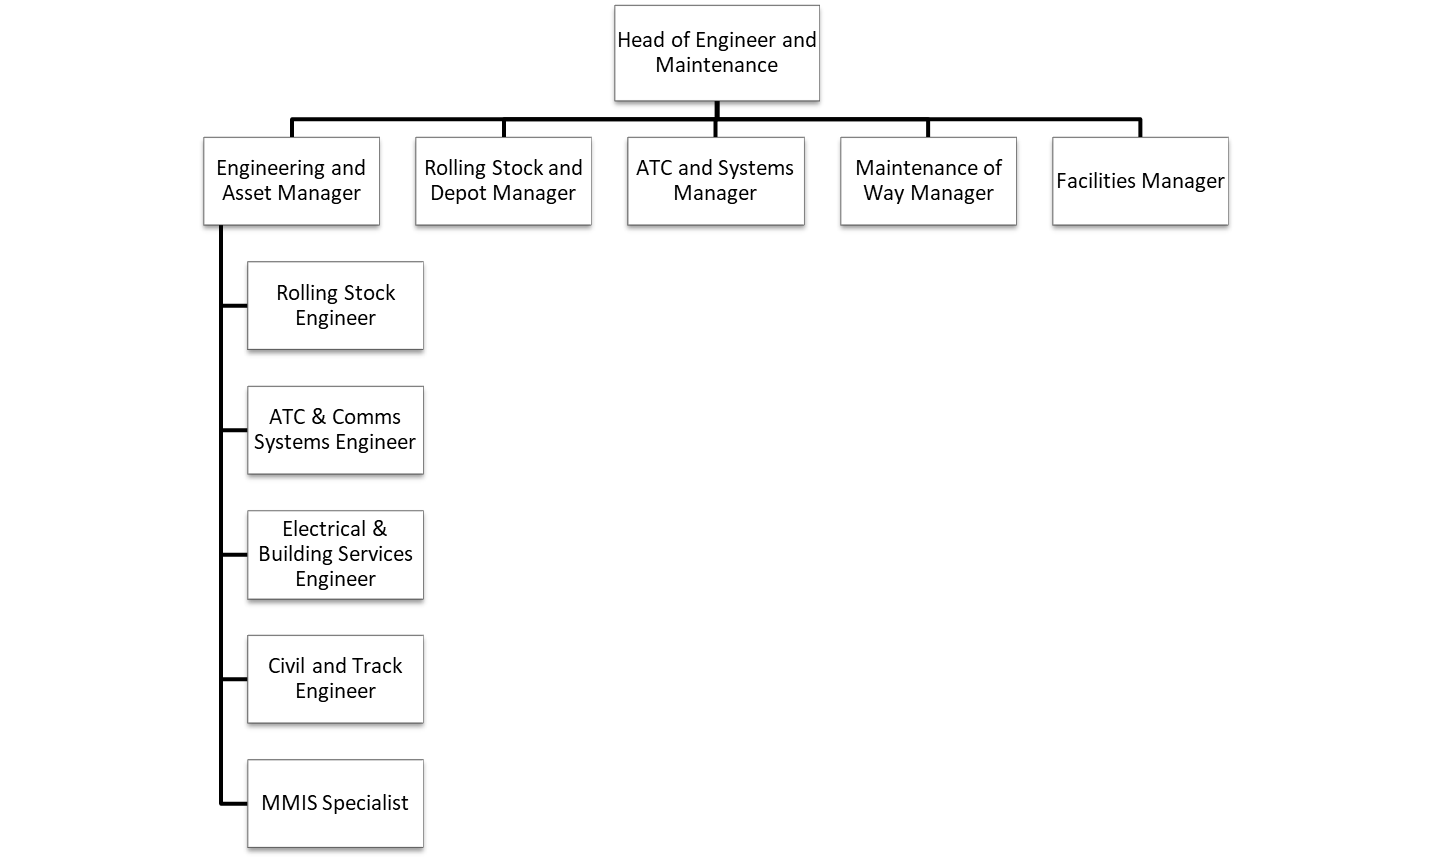 Head of Engineer and
Maintenance
Engineering and
Asset Manager
Rolling Stock and
Depot Manager
ATC and Systems
Manager
Maintenance of
Way Manager
Facilities Manager
Rolling Stock
Engineer
ATC & Comms
Systems Engineer
Electrical &
Building Services
Engineer
Civil and Track
Engineer
MMIS Specialist